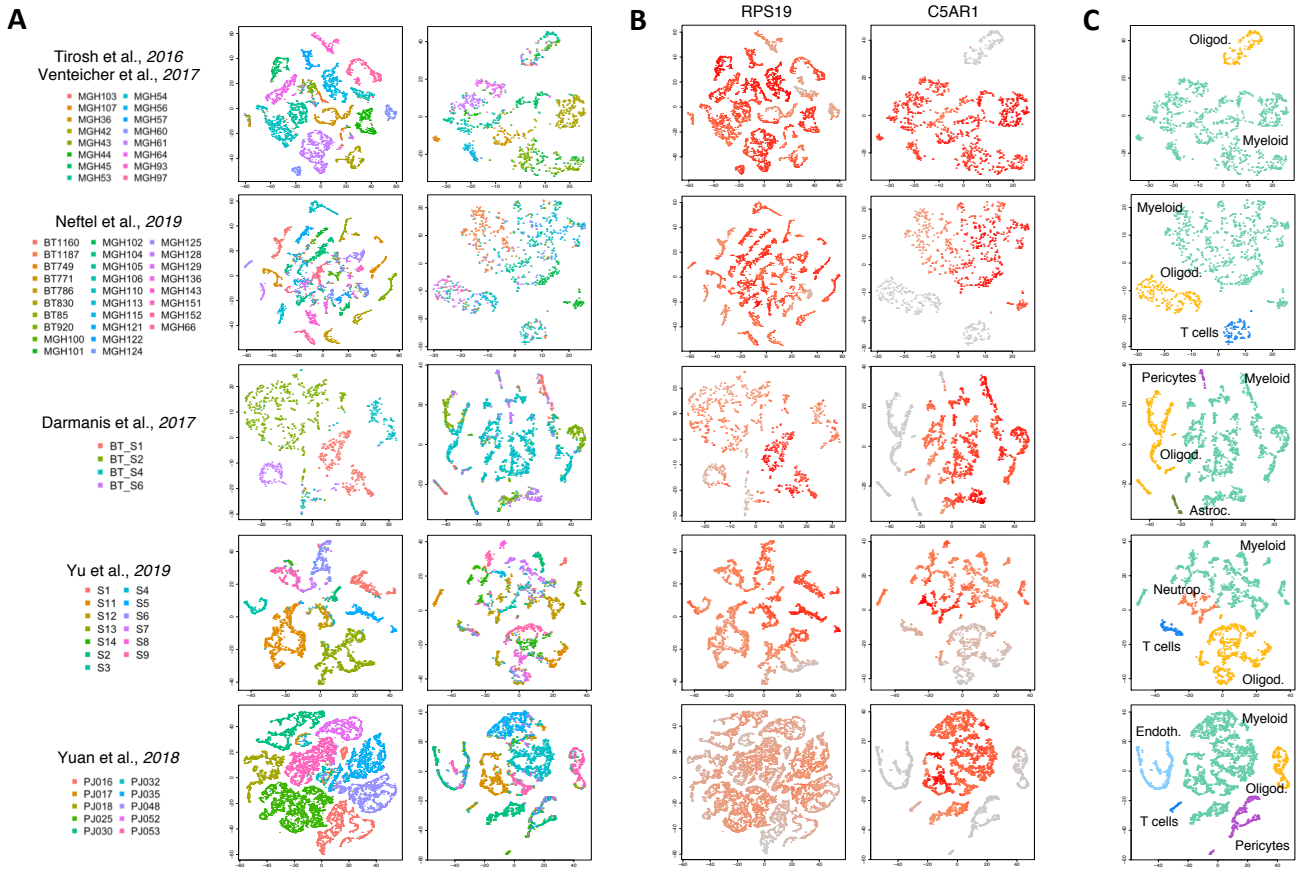 A
B
C
RPS19
C5AR1
Tirosh et al., 2016
Venteicher et al., 2017
MGH103 MGH54
MGH107 MGH56
MGH36 MGH57
MGH42 MGH60
MGH43 MGH61
MGH44 MGH64
MGH45 MGH93
MGH53 MGH97
Oligod.
Myeloid
Neftel et al., 2019
BT1160 MGH102 MGH125
BT1187 MGH104 MGH128
BT749 MGH105 MGH129
BT771 MGH106 MGH136
BT786 MGH110 MGH143
BT830 MGH113 MGH151
BT85 MGH115 MGH152
BT920 MGH121 MGH66
MGH100 MGH122
MGH101 MGH124
Myeloid
Oligod.
T cells
Darmanis et al., 2017
BT_S1
BT_S2
BT_S4
BT_S6
Pericytes
Myeloid
Oligod.
Astroc.
Yu et al., 2019
S1 S4
S11 S5
S12 S6
S13 S7
S14 S8
S2 S9
S3
Myeloid
Neutrop.
T cells
Oligod.
Yuan et al., 2018
PJ016 PJ032
PJ017 PJ035
PJ018 PJ048
PJ025 PJ052
PJ030 PJ053
Endoth.
Myeloid
Oligod.
T cells
Pericytes